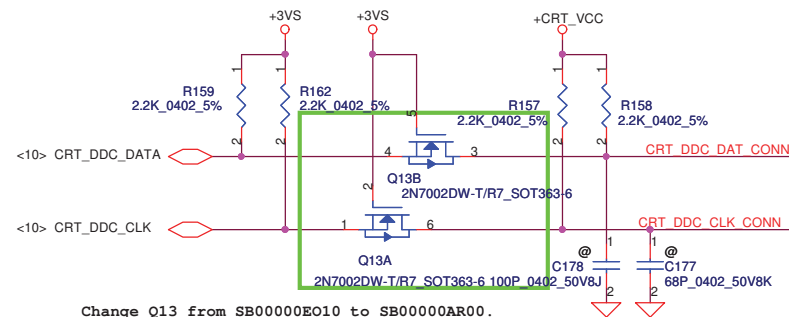 +3VS +3VS +CRT_VCC
1 1 1 1
R159 R162 R157 R158
2.2K_0402_5% 2.2K_0402_5% 2.2K_0402_5% 2.2K_0402_5%
5
2 2 2 2
<10> CRT_DDC_DATA 4 3 CRT_DDC_DAT_CONN
Q13B
2N7002DW-T/R7_SOT363-6
2
<10> CRT_DDC_CLK 1 6 CRT_DDC_CLK_CONN
Q13A
2N7002DW-T/R7_SOT363-6
1 1
@ @
C178 C177
100P_0402_50V8J 68P_0402_50V8K
2 2
Change Q13 from SB00000EO10 to SB00000AR00.